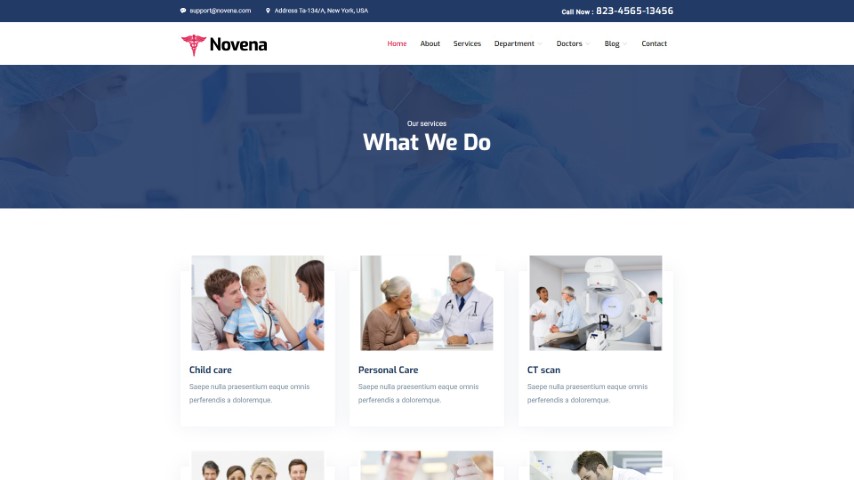 support@novena.com
Address Ta-134/A, New York, USA
Call Now : 823-4565-13456
Novena
Home About Services Department Doctors Blog Contact
Our services
What We Do
Child care
Saepe nulla praesentium eaque omnis
perferendis a doloremque.
Personal Care
Saepe nulla praesentium eaque omnis
perferendis a doloremque.
CT scan
Saepe nulla praesentium eaque omnis
perferendis a doloremque.